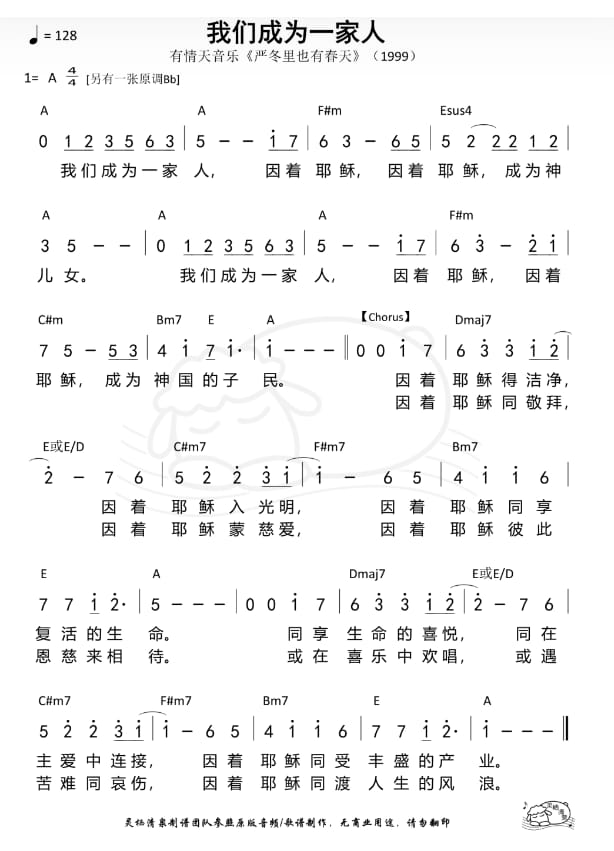 ♩= 128
我们成为一家人
有情天音乐《严冬里也有春天》（1999）
1= A 4/4 [另有一张原调Bb]
A A F#m Esus4
0 1 2 3 5 6 3 | 5 - - i 7 | 6 3 - 6 5 | 5 2 2 2 1 2 |
我们成为一家 人， 因着 耶稣，因着 耶稣，成为神
A A F#m
3 5 - - | 0 1 2 3 5 6 3 | 5 - - i 7 | 6 3 - 2 i |
儿女。 我们成为一家 人， 因着 耶稣，因着
C#m Bm7 E A 【Chorus】 Dmaj7
7 5 - 5 3 | 4 i 7 i· | i - - - || 0 0 i 7 | 6 3 3 i 2 |
耶稣，成为 神国的子 民。 因着 耶稣得洁净，
因着 耶稣同敬拜，
E或E/D C#m7 F#m7 Bm7
2 - 7 6 | 5 2 2 3 i | i - 6 5 | 4 i i 6 |
因着 耶稣入光明，因着 耶稣同享
因着 耶稣蒙慈爱，因着 耶稣彼此
E A Dmaj7 E或E/D
7 7 i 2· | 5 - - - | 0 0 i 7 | 6 3 3 i 2 | 2 - 7 6 |
复活的生 命。 同享 生命的喜悦，同在
恩慈来相 待。 或在 喜乐中欢唱，或遇
C#m7 F#m7 Bm7 E A
5 2 2 3 i | i - 6 5 | 4 i i 6 | 7 7 i 2· | i - - - ||
主爱中连接，因着 耶稣同受 丰盛的产 业。
苦难同哀伤，因着 耶稣同渡 人生的风 浪。
灵栖清泉制谱团队参照原版音频/歌谱制作，无商业用途，请勿翻印